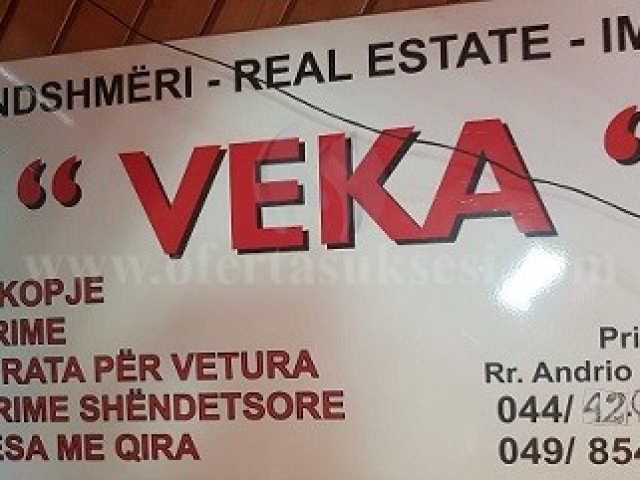 NDSHMËRI - REAL ESTATE - IM
“ VEKA “
www.ofertasuksesi.com
KOPJE
RIME
RATA PËR VETURA
RIME SHËNDETSORE
ESA ME QIRA
Pri
Rr. Andrio
044/ 42
049/ 854